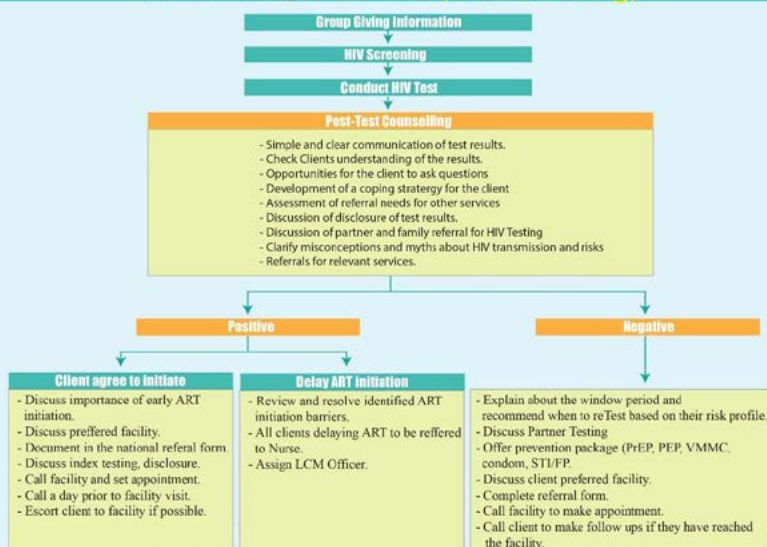 Group Giving Information
HIV Screening
Conduct HIV Test
Post-Test Counselling
- Simple and clear communication of test results.
- Check Clients understanding of the results.
- Opportunities for the client to ask questions
- Development of a coping stratergy for the client
- Assessment of referral needs for other services
- Discussion of disclosure of test results.
- Discussion of partner and family referral for HIV Testing
- Clarify misconceptions and myths about HIV transmission and risks
- Referrals for relevant services.
Positive
Negative
Client agree to initiate
- Discuss importance of early ART
initiation.
- Discuss preffered facility.
- Document in the national referal form.
- Discuss index testing, disclosure.
- Call facility and set appointment.
- Call a day prior to facility visit.
- Escort client to facility if possible.
Delay ART initiation
- Review and resolve identified ART
initiation barriers.
- All clients delaying ART to be reffered
to Nurse.
- Assign LCM Officer.
- Explain about the window period and
recommend when to reTest based on their risk profile.
- Discuss Partner Testing
- Offer prevention package (PrEP, PEP, VMMC,
condom, STI/FP.
- Discuss client preferred facility.
- Complete referral form.
- Call facility to make appointment.
- Call client to make follow ups if they have reached
the facility.